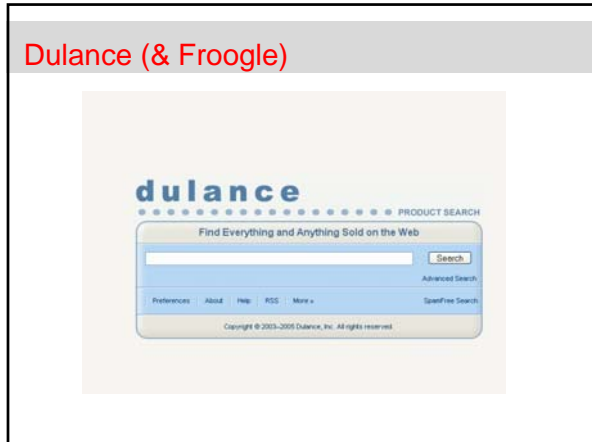 Dulance (& Froogle)
dulance
PRODUCT SEARCH
Find Everything and Anything Sold on the Web
Search
Advanced Search
Preferences About Help RSS More »
SpamFree Search
Copyright © 2003-2005 Dulance, Inc. All rights reserved.